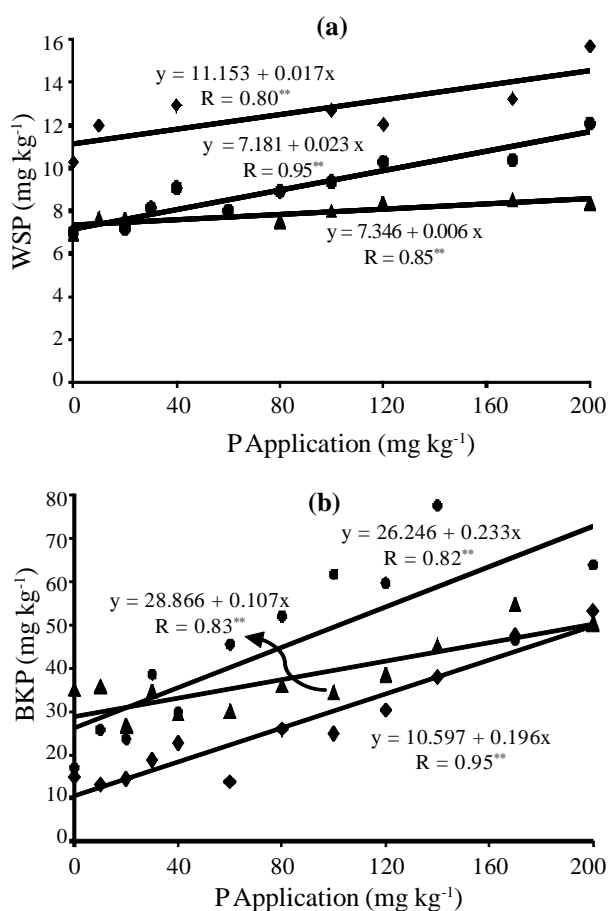 (a)
16
14
12
10
8
6
4
2
0
WSP (mg kg⁻¹)
y = 11.153 + 0.017x
R = 0.80**
y = 7.181 + 0.023 x
R = 0.95**
y = 7.346 + 0.006 x
R = 0.85**
0 40 80 120 160 200
P Application (mg kg⁻¹)
(b)
80
70
60
50
40
30
20
10
0
BKP (mg kg⁻¹)
y = 26.246 + 0.233x
R = 0.82**
y = 28.866 + 0.107x
R = 0.83**
y = 10.597 + 0.196x
R = 0.95**
0 40 80 120 160 200
P Application (mg kg⁻¹)